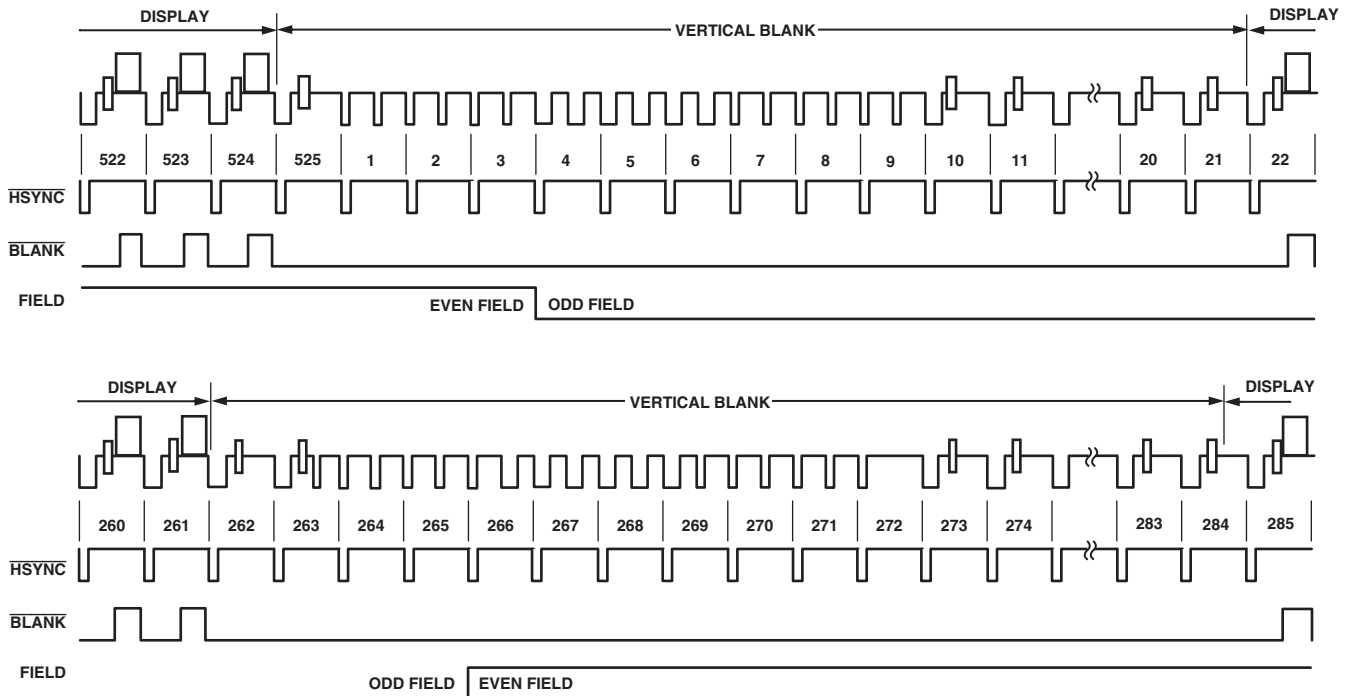 DISPLAY VERTICAL BLANK DISPLAY
522 523 524 525 1 2 3 4 5 6 7 8 9 10 11 20 21 22
HSYNC
BLANK
FIELD EVEN FIELD ODD FIELD
DISPLAY VERTICAL BLANK DISPLAY
260 261 262 263 264 265 266 267 268 269 270 271 272 273 274 283 284 285
HSYNC
BLANK
FIELD ODD FIELD EVEN FIELD